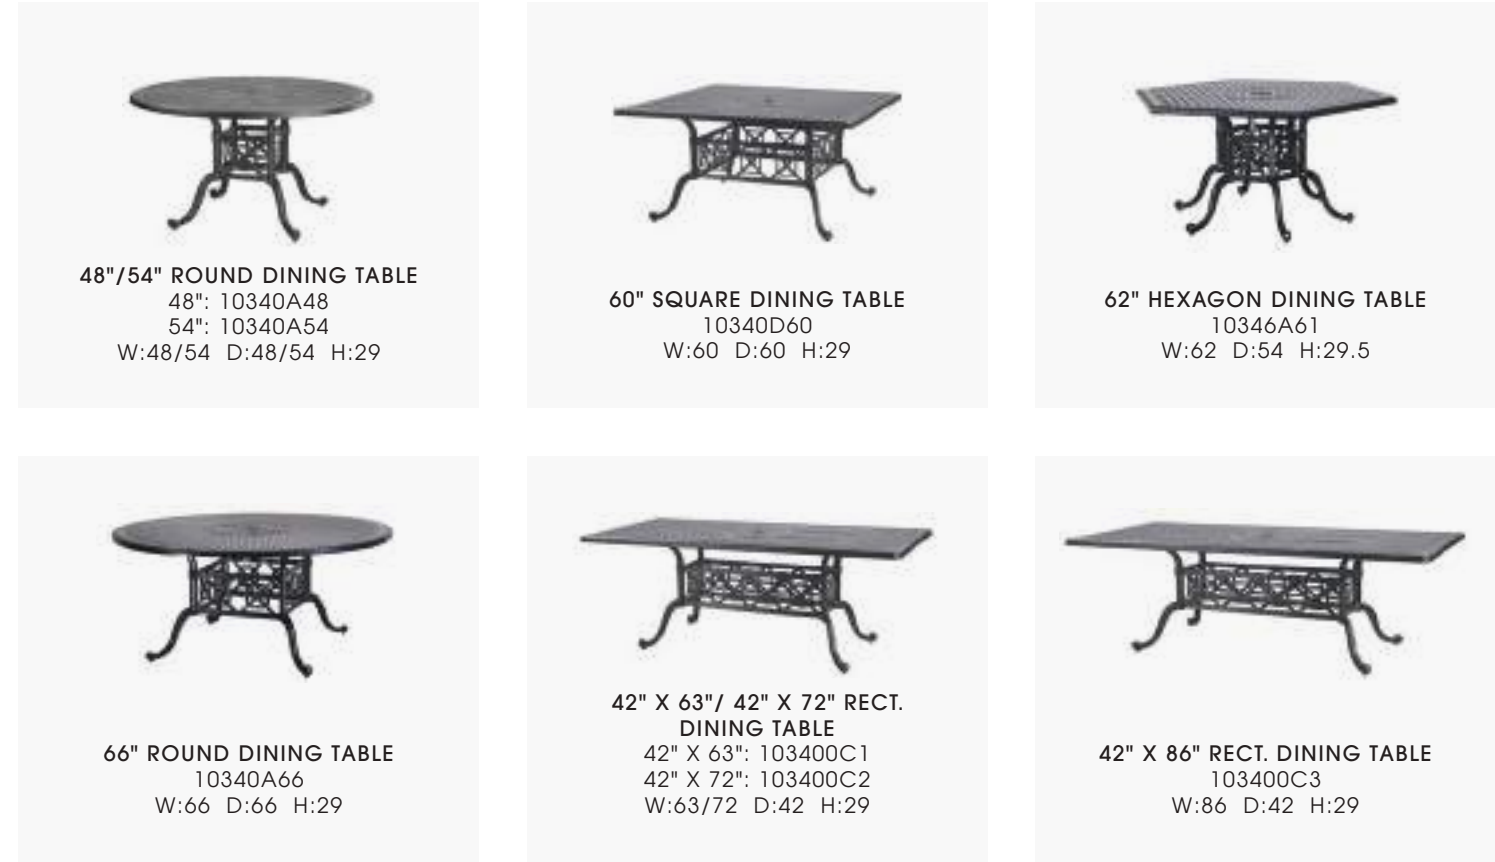 48"/54" ROUND DINING TABLE
48": 10340A48
54": 10340A54
W:48/54 D:48/54 H:29
60" SQUARE DINING TABLE
10340D60
W:60 D:60 H:29
62" HEXAGON DINING TABLE
10346A61
W:62 D:54 H:29.5
66" ROUND DINING TABLE
10340A66
W:66 D:66 H:29
42" X 63"/ 42" X 72" RECT.
DINING TABLE
42" X 63": 103400C1
42" X 72": 103400C2
W:63/72 D:42 H:29
42" X 86" RECT. DINING TABLE
103400C3
W:86 D:42 H:29